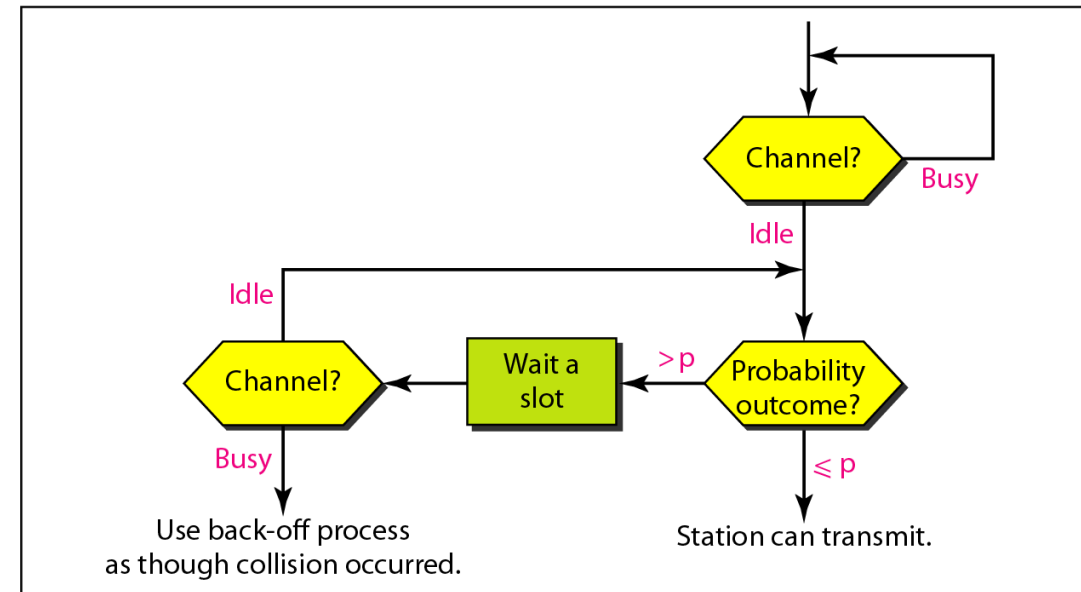 Channel?
Busy
Idle
Idle
Channel?
Wait a
slot
>p
Probability
outcome?
Busy
⩽ p
Use back-off process
as though collision occurred.
Station can transmit.